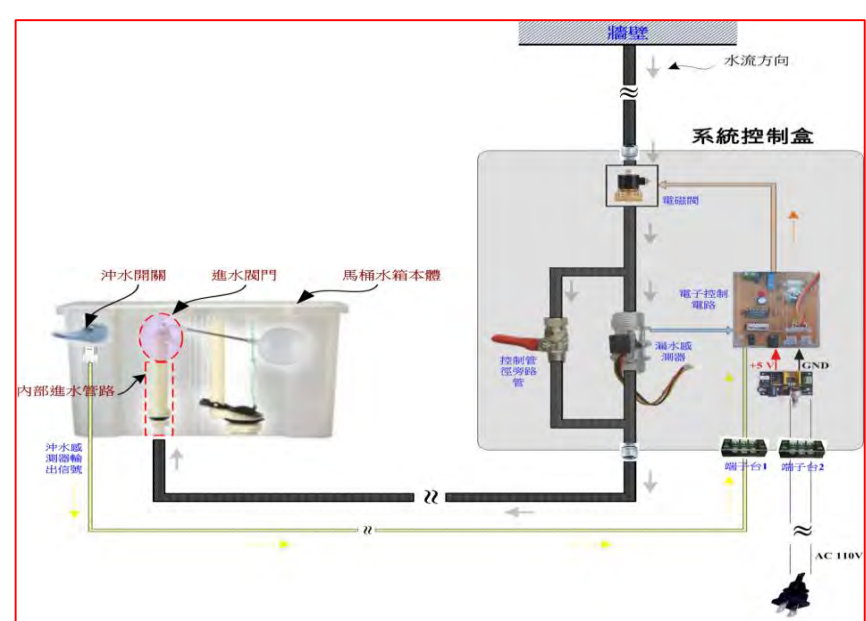 牆壁
水流方向
系統控制盒
電磁閥
沖水開關
進水閥門
馬桶水箱本體
電子控制
電路
漏水感
測器
控制管
徑旁路
管
+5 V
GND
內部進水管路
沖水感
測器輸
出信號
端子台1
端子台2
AC 110V